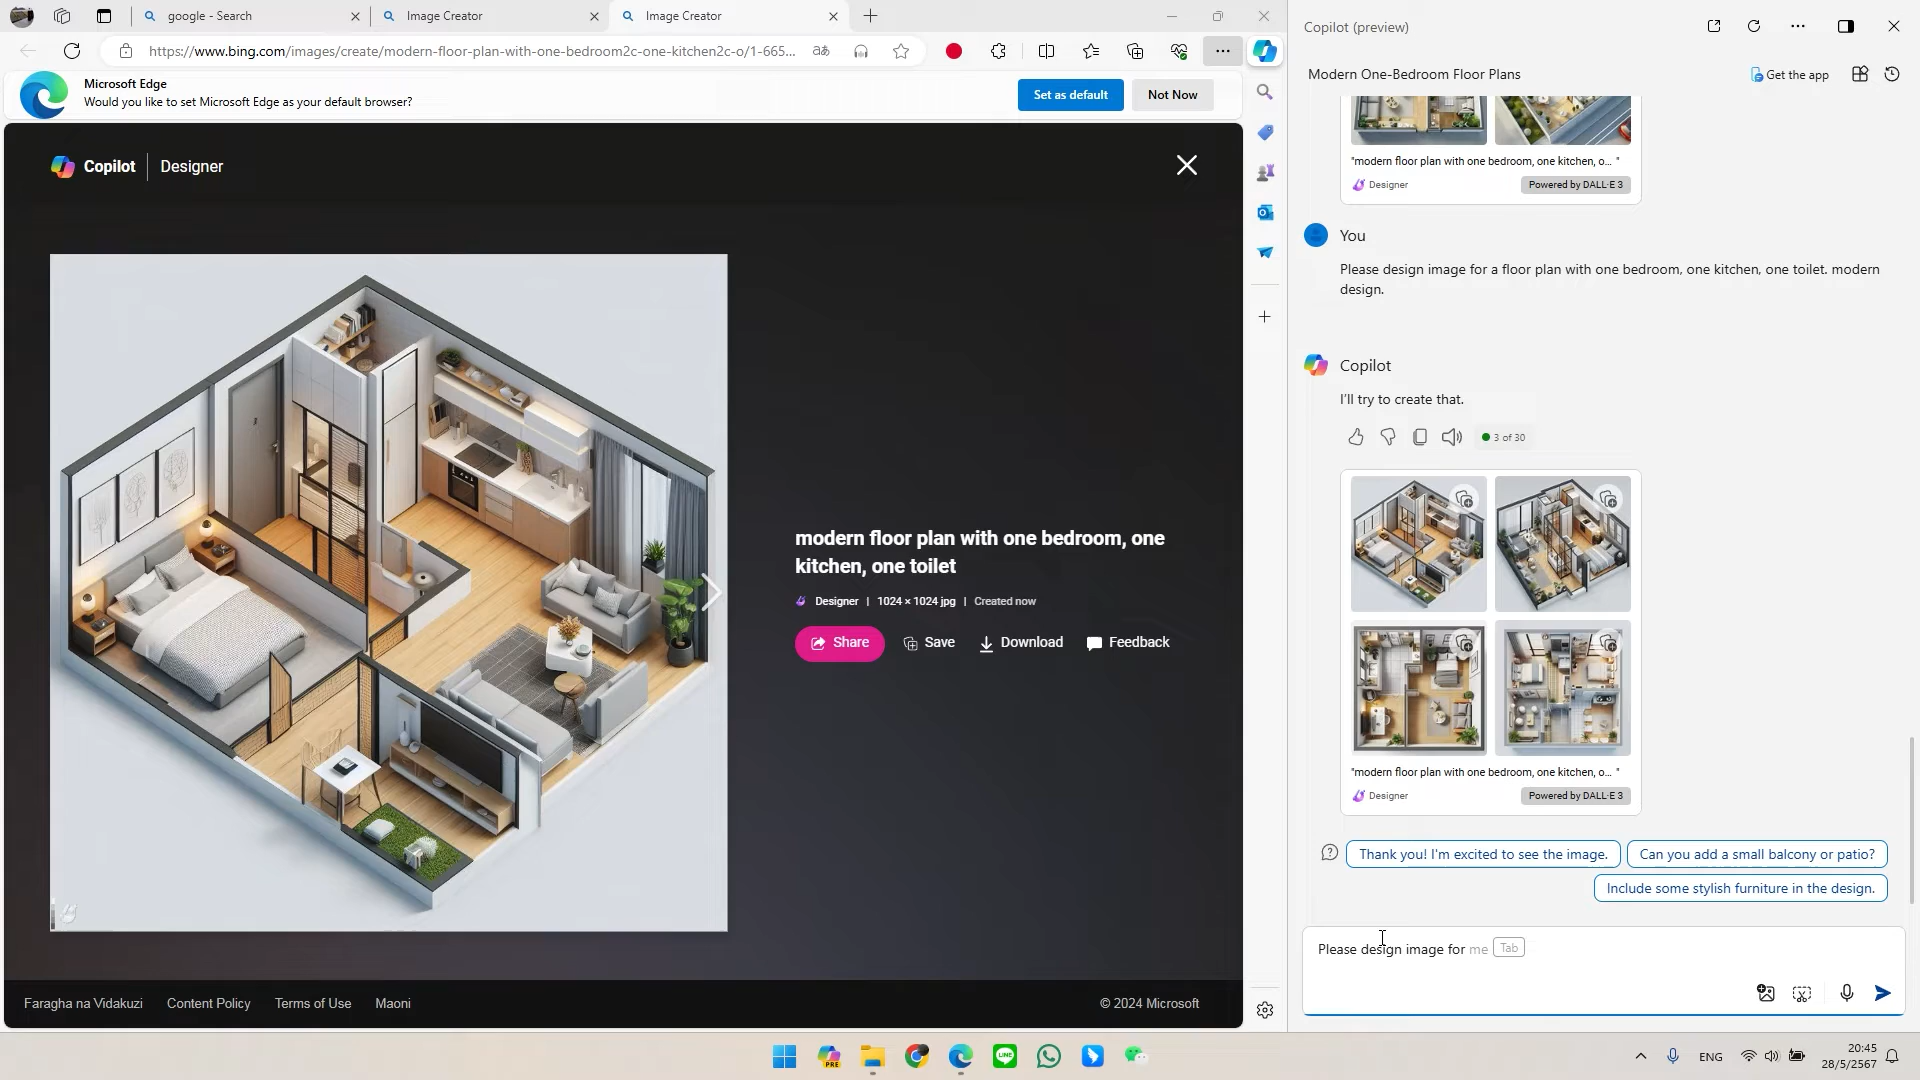 google - Search
Image Creator
Image Creator
https://www.bing.com/images/create/modern-floor-plan-with-one-bedroom2c-one-kitchen2c-o/1-665...
Microsoft Edge
Would you like to set Microsoft Edge as your default browser?
Set as default
Not Now
Copilot
Designer
modern floor plan with one bedroom, one
kitchen, one toilet
Designer | 1024 × 1024 jpg | Created now
Share
Save
Download
Feedback
Faragha na Vidakuzi
Content Policy
Terms of Use
Maoni
© 2024 Microsoft
Copilot (preview)
Modern One-Bedroom Floor Plans
Get the app
"modern floor plan with one bedroom, one kitchen, o... "
Designer
Powered by DALL·E 3
You
Please design image for a floor plan with one bedroom, one kitchen, one toilet. modern
design.
Copilot
I'll try to create that.
3 of 30
"modern floor plan with one bedroom, one kitchen, o... "
Designer
Powered by DALL·E 3
Thank you! I'm excited to see the image.
Can you add a small balcony or patio?
Include some stylish furniture in the design.
Please design image for me Tab
PRE
LINE
ENG
20:45
28/5/2567